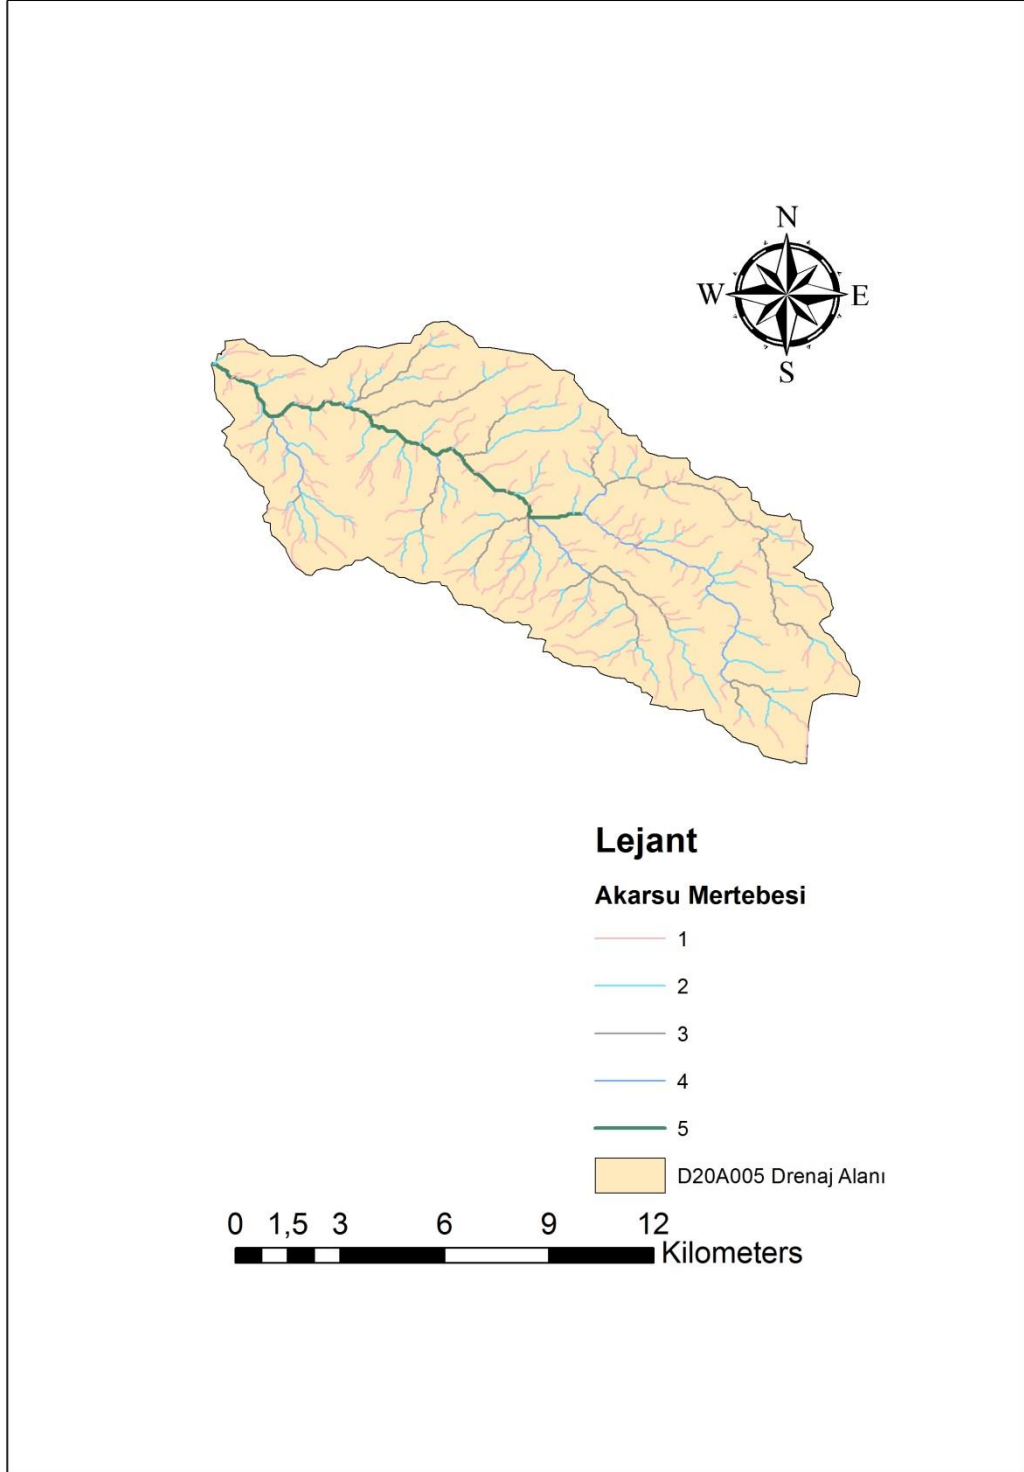 N
W E
S
Lejant
Akarsu Mertebesi
1
2
3
4
5
D20A005 Drenaj Alanı
0 1,5 3 6 9 12
Kilometers